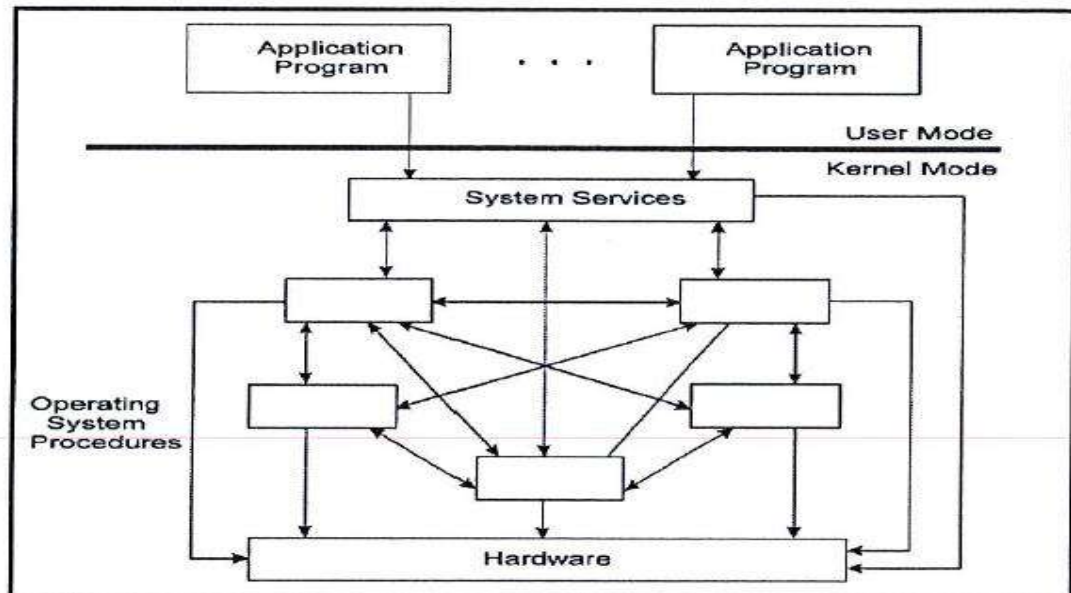 Application
Program
. . .
Application
Program
User Mode
Kernel Mode
System Services
Operating
System
Procedures
Hardware